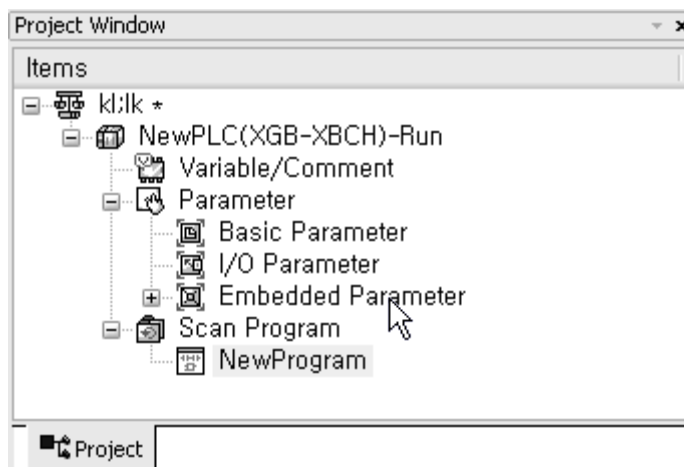 Project Window
Items
kl;lk *
NewPLC(XGB-XBCH)-Run
Variable/Comment
Parameter
Basic Parameter
I/O Parameter
Embedded Parameter
Scan Program
NewProgram
Project